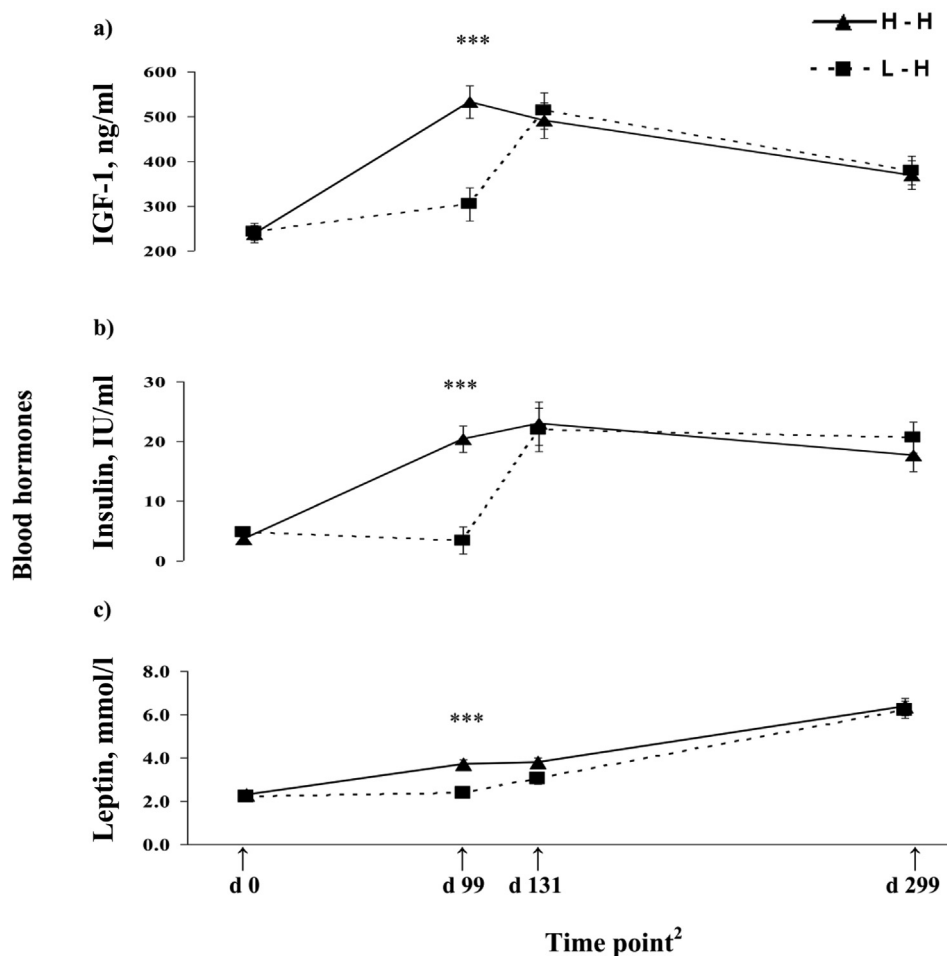 a)
H - H
L - H
***
600
500
400
300
200
IGF-1, ng/ml
b)
***
30
20
10
0
Insulin, IU/ml
Blood hormones
c)
***
8.0
6.0
4.0
2.0
0.0
Leptin, mmol/l
↑ ↑ ↑ ↑
d 0 d 99 d 131 d 299
Time point²